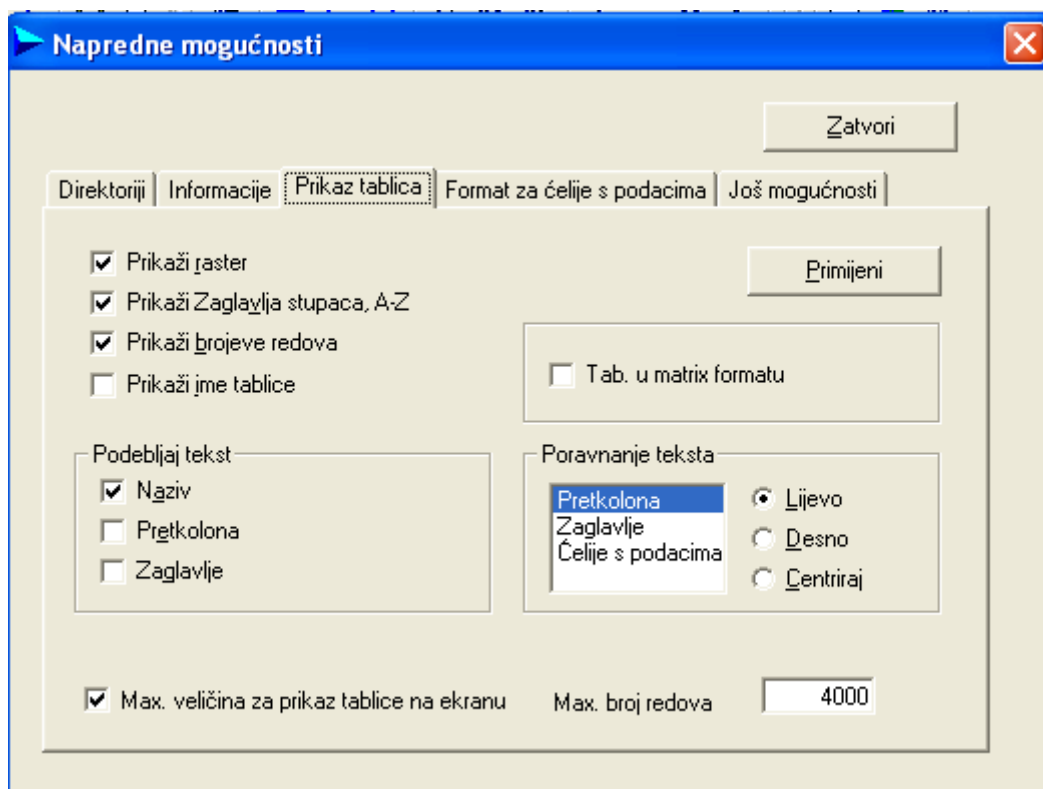 Napredne mogućnosti
Zatvori
Direktoriji Informacije Prikaz tablica Format za ćelije s podacima Još mogućnosti
Prikaži raster
Primijeni
Prikaži Zaglavlja stupaca, A-Z
Prikaži brojeve redova
Prikaži ime tablice
Tab. u matrix formatu
Podebljaj tekst
Naziv
Pretkolona
Zaglavlje
Poravnanje teksta
Pretkolona
Zaglavlje
Ćelije s podacima
Lijevo
Desno
Centriraj
Max. veličina za prikaz tablice na ekranu
Max. broj redova 4000